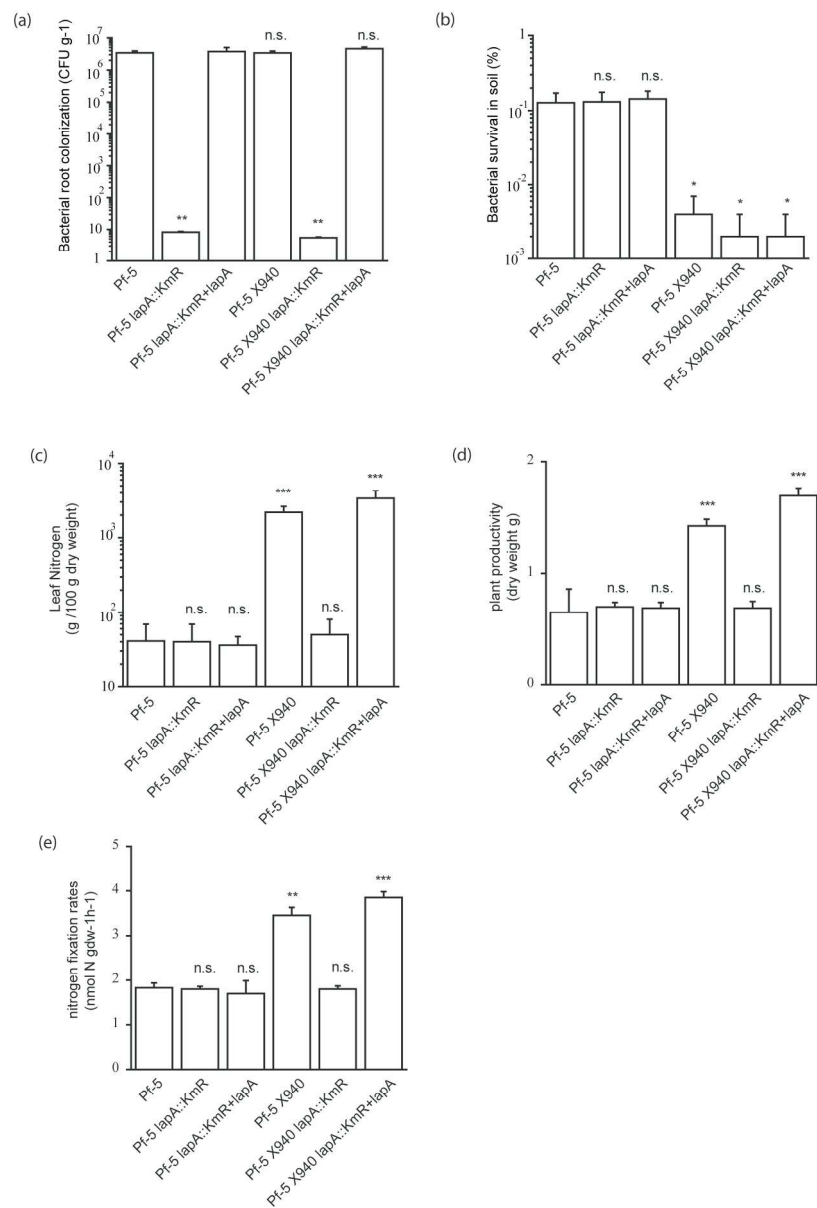 (a)
Bacterial root colonization (CFU g-1)
10^7
10^6
10^5
10^4
10^3
10^2
10
1
**
n.s.
**
n.s.
Pf-5
Pf-5 lapA::KmR
Pf-5 lapA::KmR+lapA
Pf-5 X940
Pf-5 X940 lapA::KmR
Pf-5 X940 lapA::KmR+lapA
(b)
Bacterial survival in soil (%)
1
10^-1
10^-2
10^-3
n.s.
n.s.
*
*
*
Pf-5
Pf-5 lapA::KmR
Pf-5 lapA::KmR+lapA
Pf-5 X940
Pf-5 X940 lapA::KmR
Pf-5 X940 lapA::KmR+lapA
(c)
Leaf Nitrogen
(g /100 g dry weight)
10^4
10^3
10^2
10
n.s.
n.s.
***
n.s.
***
Pf-5
Pf-5 lapA::KmR
Pf-5 lapA::KmR+lapA
Pf-5 X940
Pf-5 X940 lapA::KmR
Pf-5 X940 lapA::KmR+lapA
(d)
plant productivity
(dry weight g)
2
1
0
n.s.
n.s.
***
n.s.
***
Pf-5
Pf-5 lapA::KmR
Pf-5 lapA::KmR+lapA
Pf-5 X940
Pf-5 X940 lapA::KmR
Pf-5 X940 lapA::KmR+lapA
(e)
nitrogen fixation rates
(nmol N gdw-1h-1)
5
4
3
2
1
0
n.s.
n.s.
**
n.s.
***
Pf-5
Pf-5 lapA::KmR
Pf-5 lapA::KmR+lapA
Pf-5 X940
Pf-5 X940 lapA::KmR
Pf-5 X940 lapA::KmR+lapA